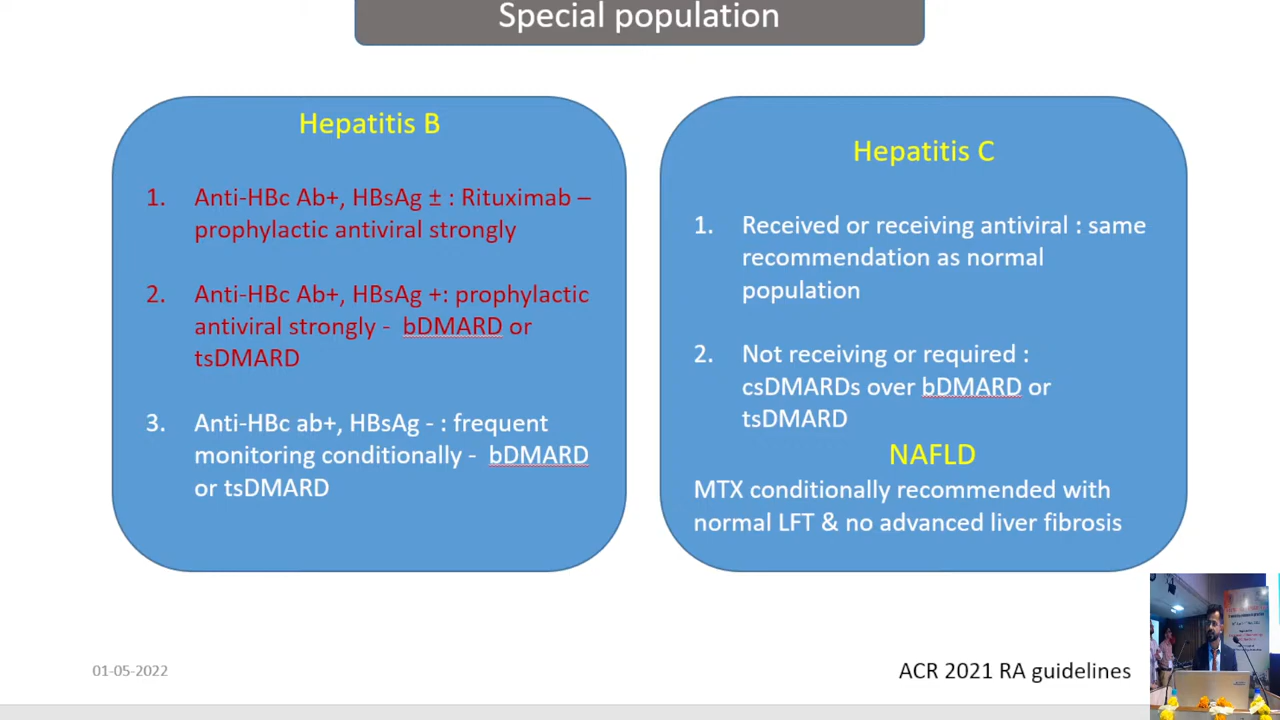 Special population
Hepatitis B
1. Anti-HBc Ab+, HBsAg ± : Rituximab –
prophylactic antiviral strongly
2. Anti-HBc Ab+, HBsAg +: prophylactic
antiviral strongly - bDMARD or
tsDMARD
3. Anti-HBc ab+, HBsAg - : frequent
monitoring conditionally - bDMARD
or tsDMARD
Hepatitis C
1. Received or receiving antiviral : same
recommendation as normal
population
2. Not receiving or required :
csDMARDs over bDMARD or
tsDMARD
NAFLD
MTX conditionally recommended with
normal LFT & no advanced liver fibrosis
01-05-2022
ACR 2021 RA guidelines